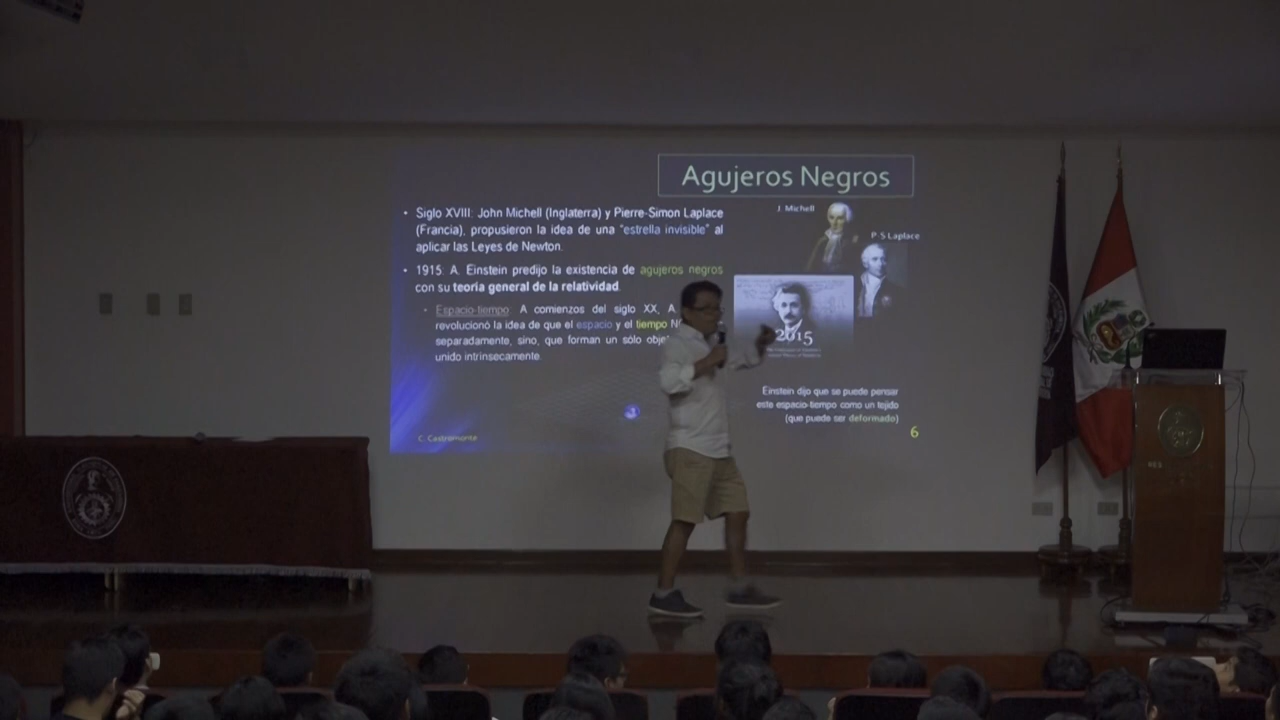 Agujeros Negros
• Siglo XVIII: John Michell (Inglaterra) y Pierre-Simon Laplace
(Francia), propusieron la idea de una "estrella invisible" al
aplicar las Leyes de Newton.
• 1915: A. Einstein predijo la existencia de agujeros negros
con su teoría general de la relatividad.
• Espacio-tiempo: A comienzos del siglo XX, A.
revolucionó la idea de que el espacio y el tiempo
separadamente, sino, que forman un sólo
unido intrinsecamente.
J. Michell
P-S Laplace
2015
Einstein dijo que se puede pensar
este espacio-tiempo como un tejido
(que puede ser deformado)
C. Castromonte
6